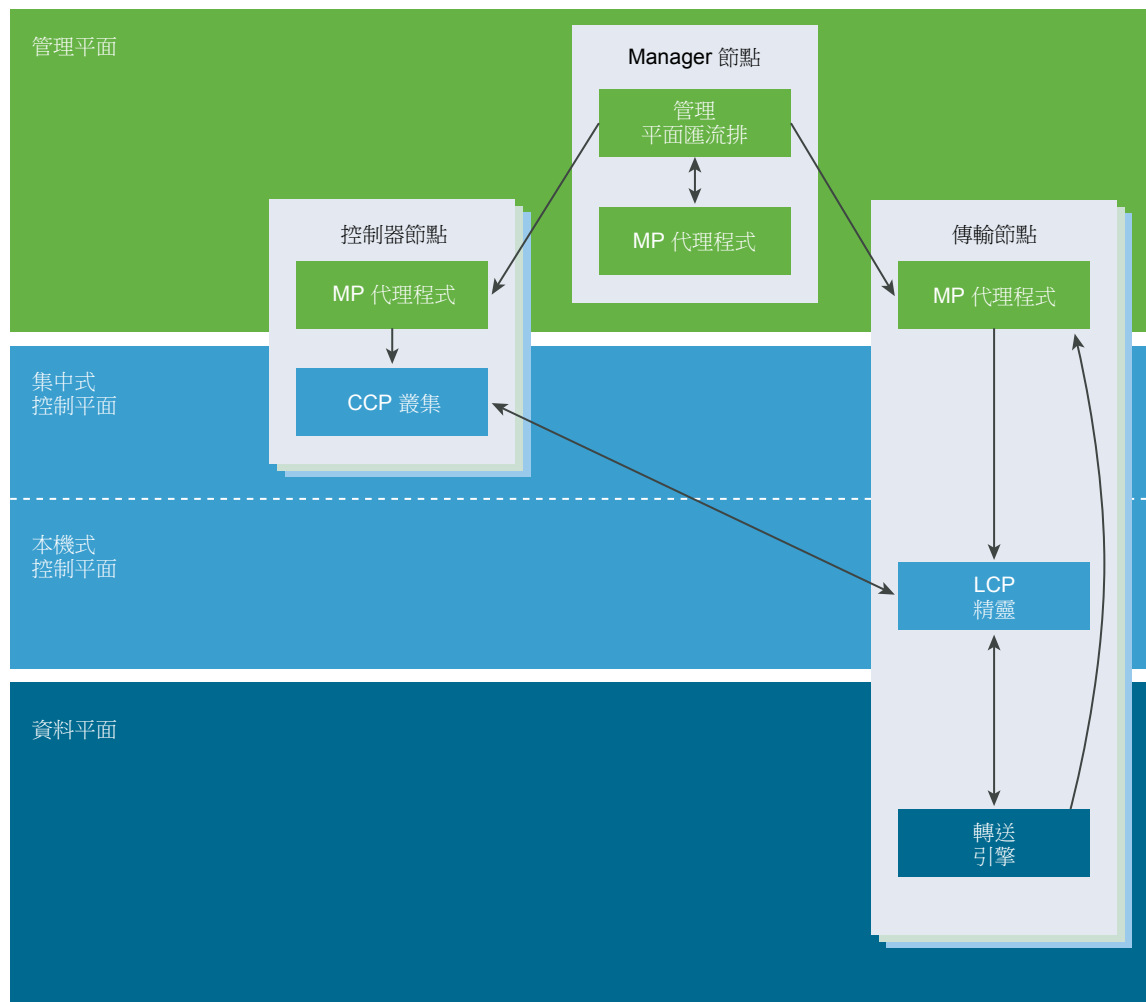 管理平面
Manager 節點
管理
平面匯流排
MP 代理程式
控制器節點
MP 代理程式
傳輸節點
MP 代理程式
集中式
控制平面
CCP 叢集
本機式
控制平面
LCP
精靈
資料平面
轉送
引擎